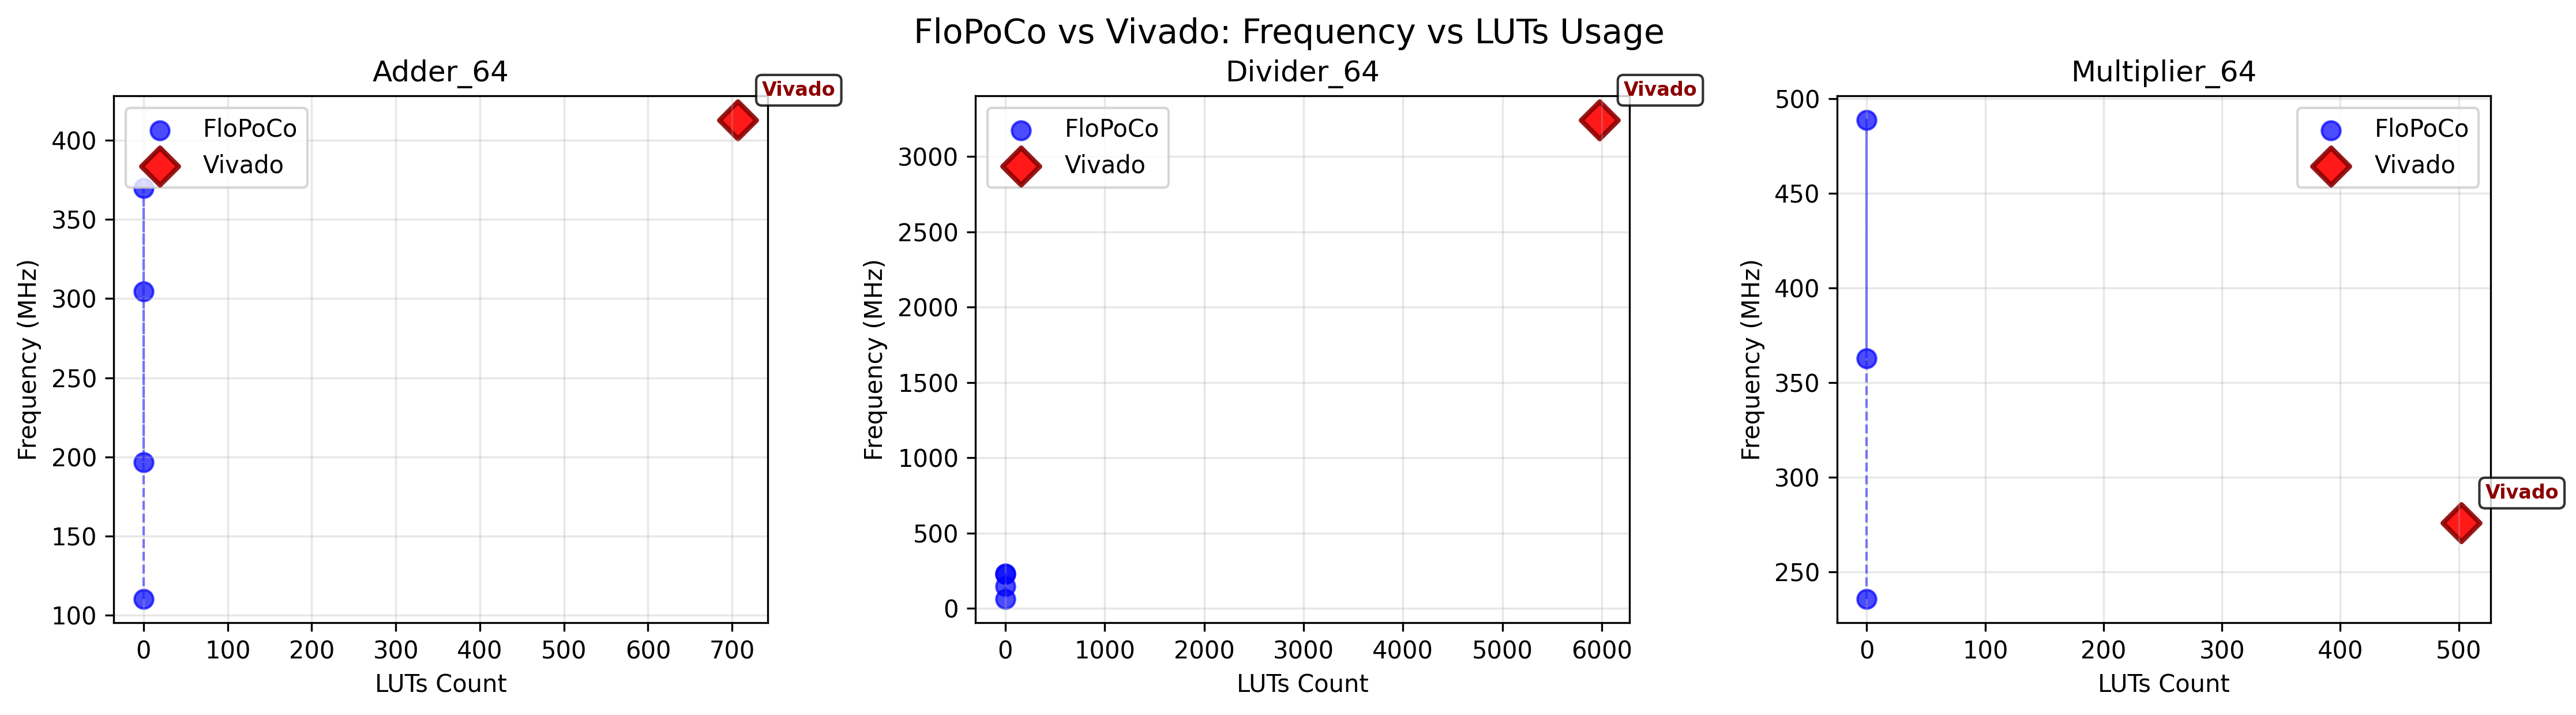 FloPoCo vs Vivado: Frequency vs LUTs Usage
Adder_64
Vivado
FloPoCo
Vivado
400
350
300
250
200
150
100
Frequency (MHz)
0 100 200 300 400 500 600 700
LUTs Count
Divider_64
Vivado
FloPoCo
Vivado
3000
2500
2000
1500
1000
500
0
Frequency (MHz)
0 1000 2000 3000 4000 5000 6000
LUTs Count
Multiplier_64
FloPoCo
Vivado
500
450
400
350
300
250
Vivado
Frequency (MHz)
0 100 200 300 400 500
LUTs Count